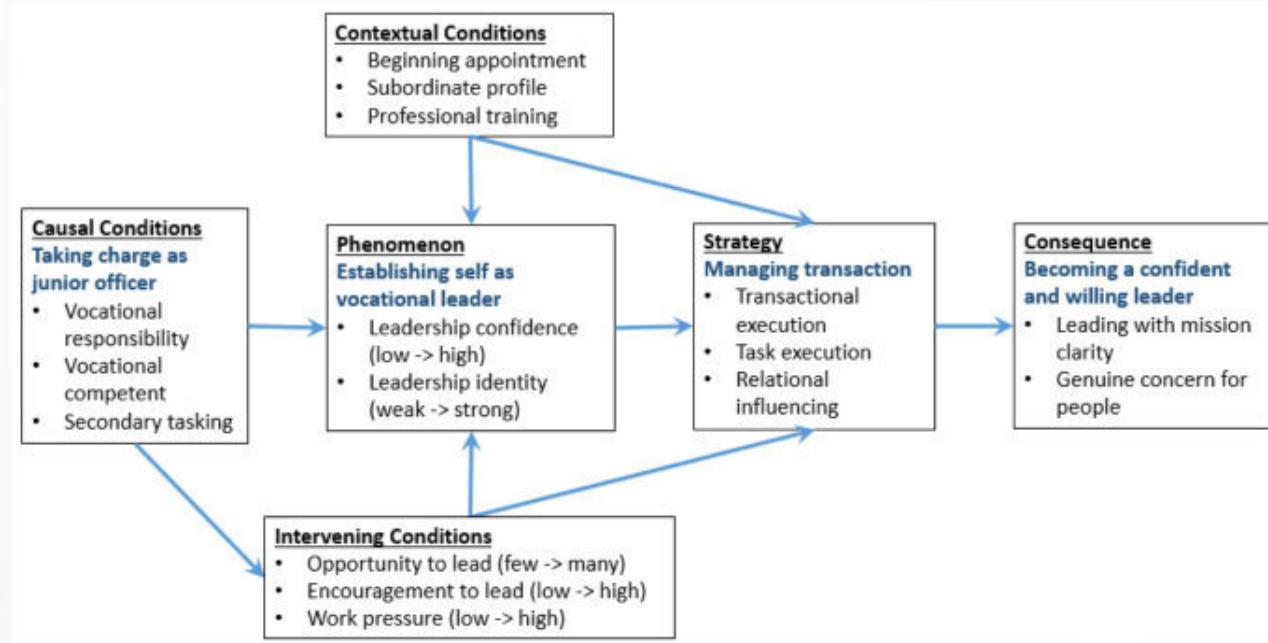 Contextual Conditions
• Beginning appointment
• Subordinate profile
• Professional training
Causal Conditions
Taking charge as
junior officer
• Vocational
responsibility
• Vocational
competent
• Secondary tasking
Phenomenon
Establishing self as
vocational leader
• Leadership confidence
(low -> high)
• Leadership identity
(weak -> strong)
Strategy
Managing transaction
• Transactional
execution
• Task execution
• Relational
influencing
Consequence
Becoming a confident
and willing leader
• Leading with mission
clarity
• Genuine concern for
people
Intervening Conditions
• Opportunity to lead (few -> many)
• Encouragement to lead (low -> high)
• Work pressure (low -> high)